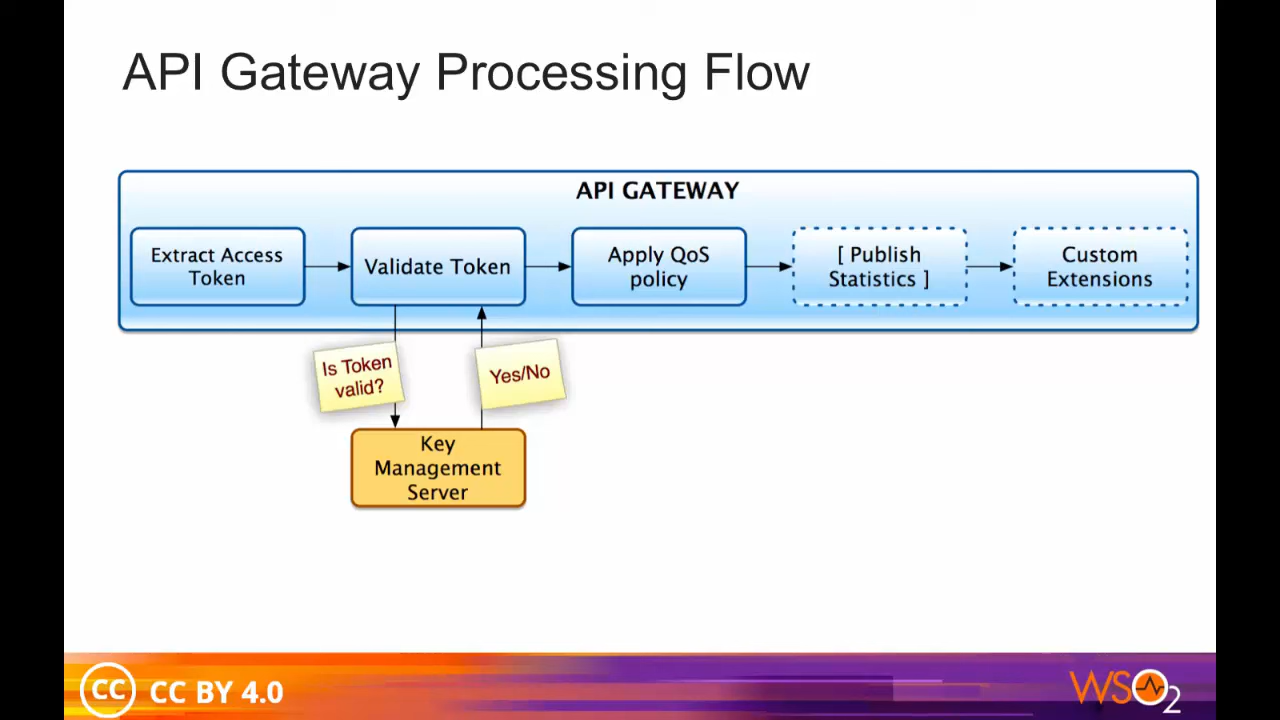 API Gateway Processing Flow
API GATEWAY
Extract Access
Token
Validate Token
Apply QoS
policy
[ Publish
Statistics ]
Custom
Extensions
Is Token
valid?
Yes/No
Key
Management
Server
CC CC BY 4.0
WSO2